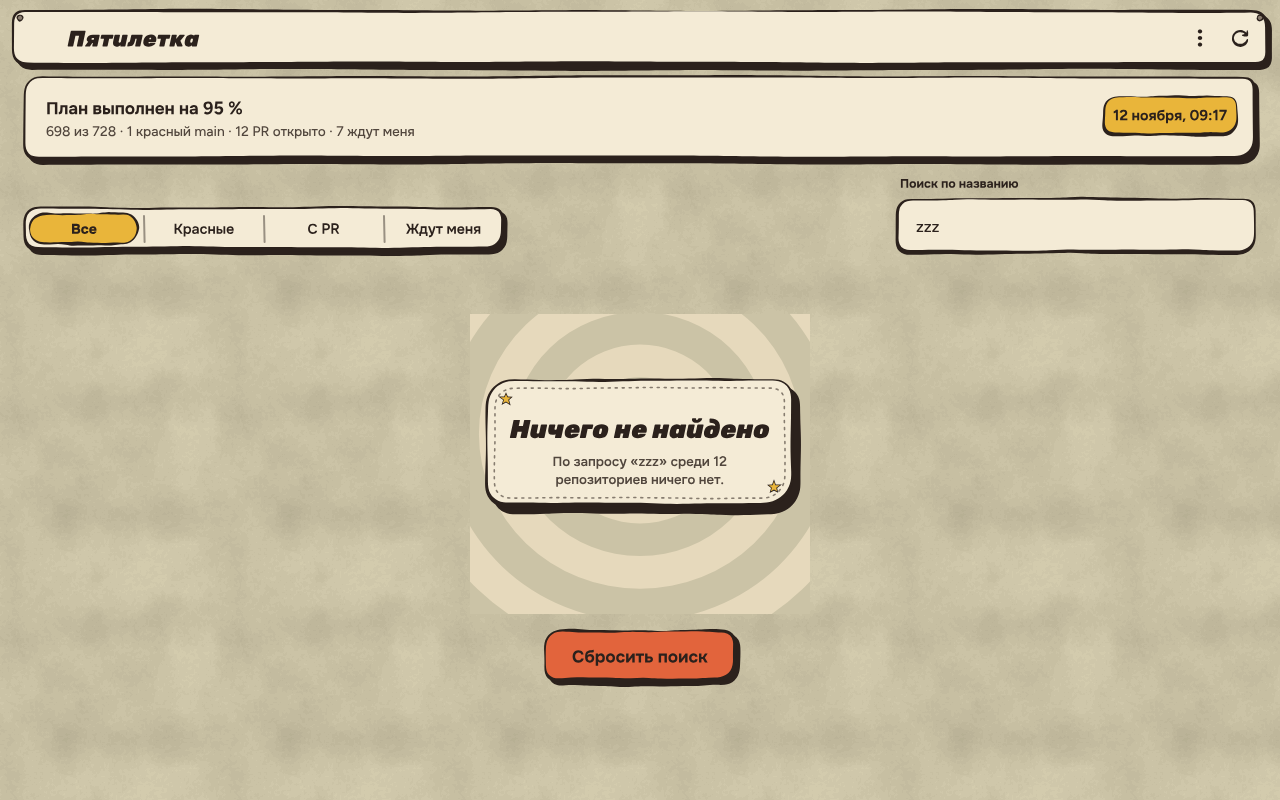 Пятилетка
План выполнен на 95 %
698 из 728 · 1 красный main · 12 PR открыто · 7 ждут меня
12 ноября, 09:17
Поиск по названию
Все
Красные
С PR
Ждут меня
zzz
Ничего не найдено
По запросу «zzz» среди 12
репозиториев ничего нет.
Сбросить поиск